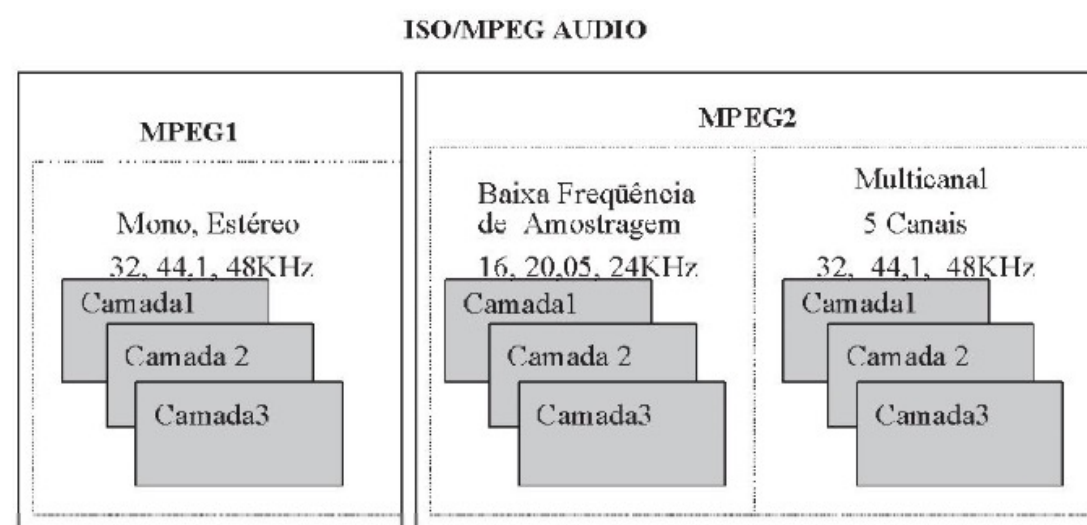 ISO/MPEG AUDIO
MPEG1
Mono, Estéreo
32, 44.1, 48KHz
Camada1
Camada 2
Camada3
MPEG2
Baixa Freqüência
de Amostragem
16, 20,05, 24KHz
Camada1
Camada 2
Camada3
Multicanal
5 Canais
32, 44,1, 48KHz
Camada1
Camada 2
Camada3